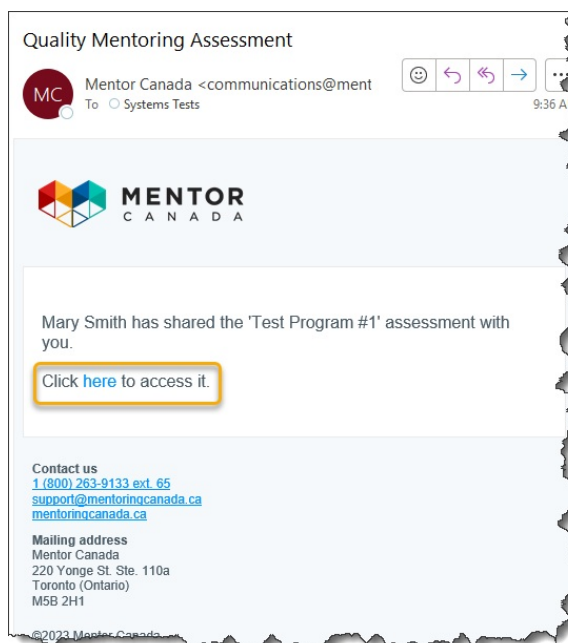 Quality Mentoring Assessment
MC
Mentor Canada <communications@ment
To Systems Tests
9:36 A
MENTOR
CANADA
Mary Smith has shared the 'Test Program #1' assessment with
you.
Click here to access it.
Contact us
1 (800) 263-9133 ext. 65
support@mentoringcanada.ca
mentoringcanada.ca
Mailing address
Mentor Canada
220 Yonge St. Ste. 110a
Toronto (Ontario)
M5B 2H1
©2023 Mentor Canada